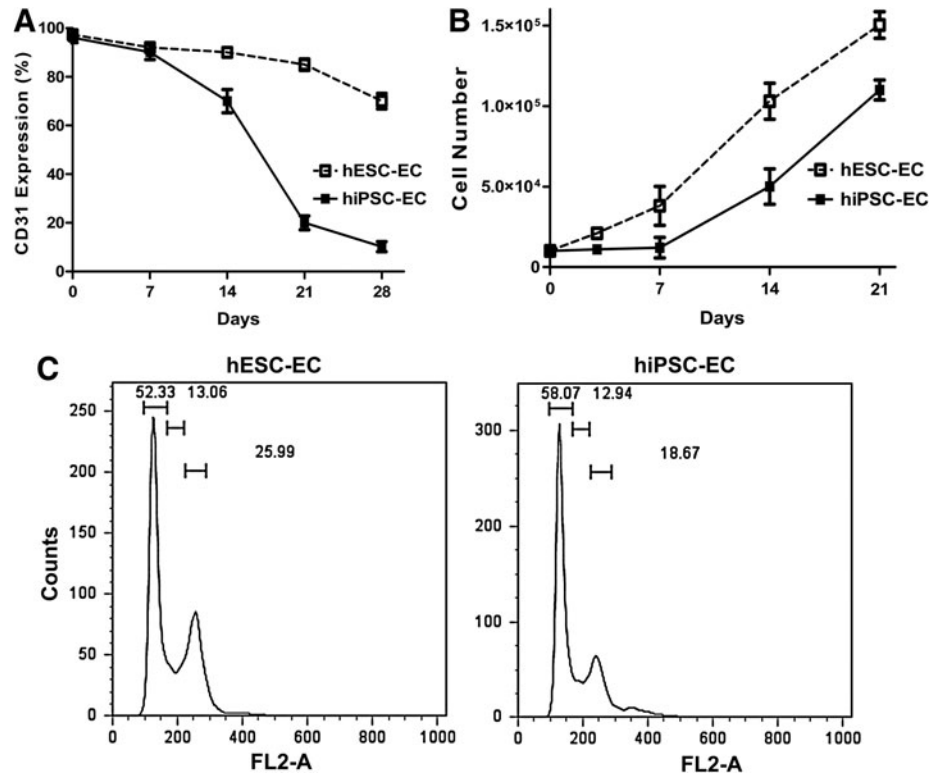 A
CD31 Expression (%)
100
80
60
40
20
0
hESC-EC
hiPSC-EC
0 7 14 21 28
Days
B
Cell Number
1.5×10⁵
1.0×10⁵
5.0×10⁴
0
hESC-EC
hiPSC-EC
0 7 14 21
Days
C
hESC-EC
52.33 13.06
25.99
Counts
250
200
150
100
50
0
0 200 400 600 800 1000
FL2-A
hiPSC-EC
58.07 12.94
18.67
300
200
100
0
0 200 400 600 800 1000
FL2-A